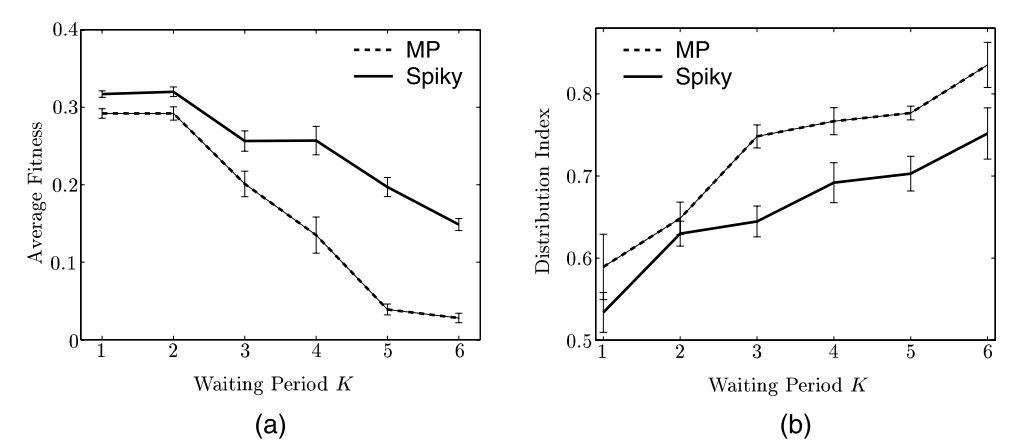 0.4
0.3
0.2
0.1
0
Average Fitness
MP
Spiky
1 2 3 4 5 6
Waiting Period K
(a)
0.8
0.7
0.6
0.5
Distribution Index
MP
Spiky
1 2 3 4 5 6
Waiting Period K
(b)